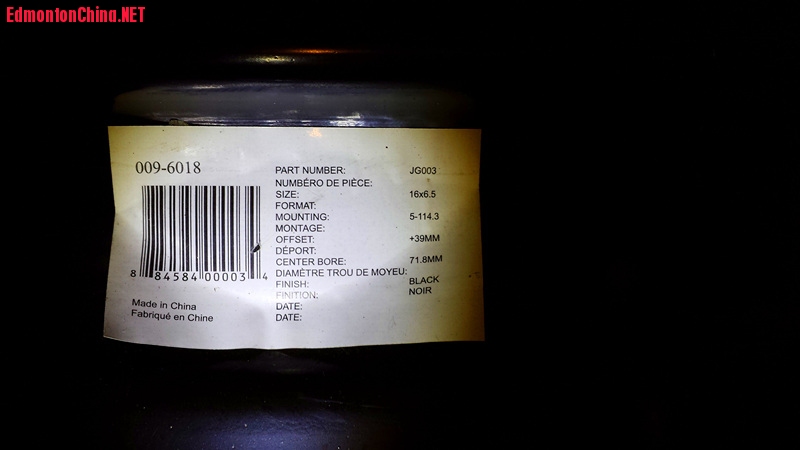 EdmontonChina.NET
009-6018
8 84584 00003 4
Made in China
Fabriqué en Chine
PART NUMBER: JG003
NUMBÉRO DE PIÈCE:
SIZE: 16x6.5
FORMAT:
MOUNTING: 5-114.3
MONTAGE:
OFFSET: +39MM
DÉPORT:
CENTER BORE: 71.8MM
DIAMÈTRE TROU DE MOYEU:
FINISH: BLACK
FINITION: NOIR
DATE:
DATE: